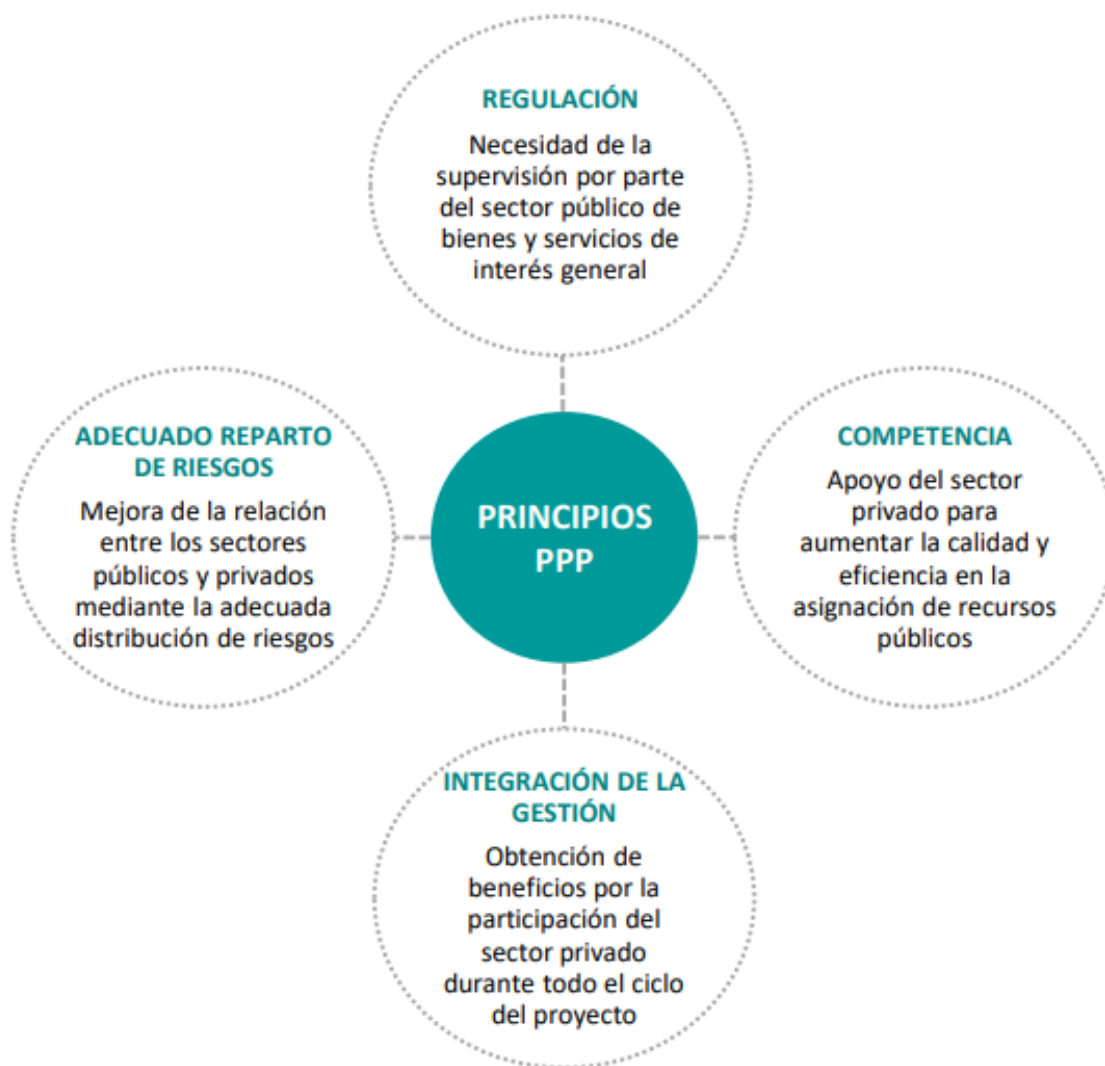 REGULACIÓN
Necesidad de la
supervisión por parte
del sector público de
bienes y servicios de
interés general
ADECUADO REPARTO
DE RIESGOS
Mejora de la relación
entre los sectores
públicos y privados
mediante la adecuada
distribución de riesgos
PRINCIPIOS
PPP
COMPETENCIA
Apoyo del sector
privado para
aumentar la calidad y
eficiencia en la
asignación de recursos
públicos
INTEGRACIÓN DE LA
GESTIÓN
Obtención de
beneficios por la
participación del
sector privado
durante todo el ciclo
del proyecto